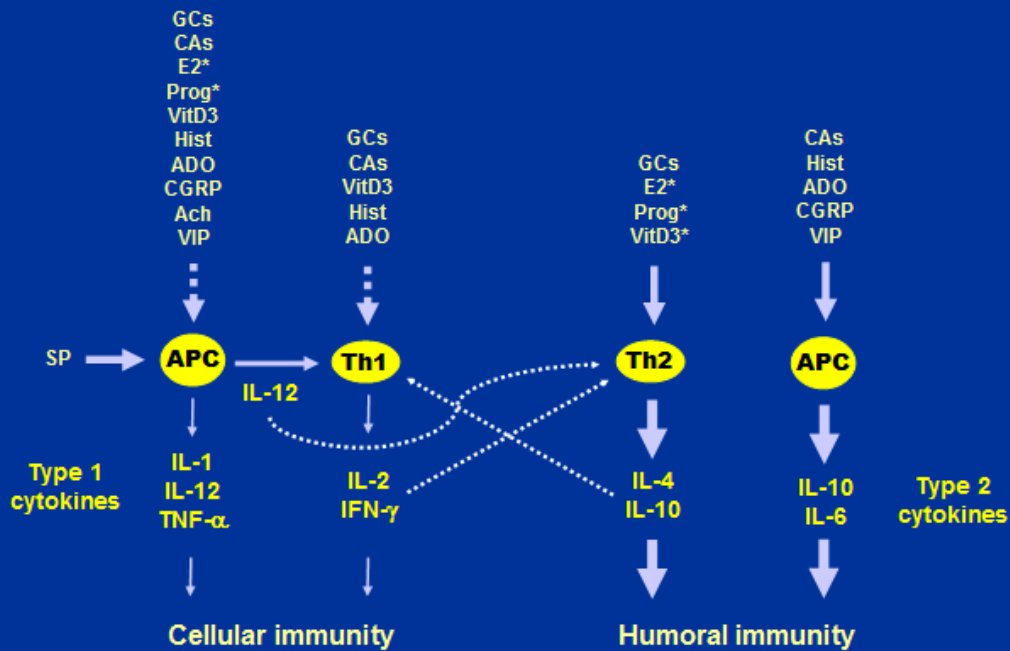 GCs
CAs
E2*
Prog*
VitD3
Hist
ADO
CGRP
Ach
VIP
GCs
CAs
VitD3
Hist
ADO
GCs
E2*
Prog*
VitD3*
CAs
Hist
ADO
CGRP
VIP
SP
APC
IL-12
Th1
Th2
APC
Type 1
cytokines
IL-1
IL-12
TNF-α
IL-2
IFN-γ
IL-4
IL-10
IL-10
IL-6
Type 2
cytokines
Cellular immunity
Humoral immunity